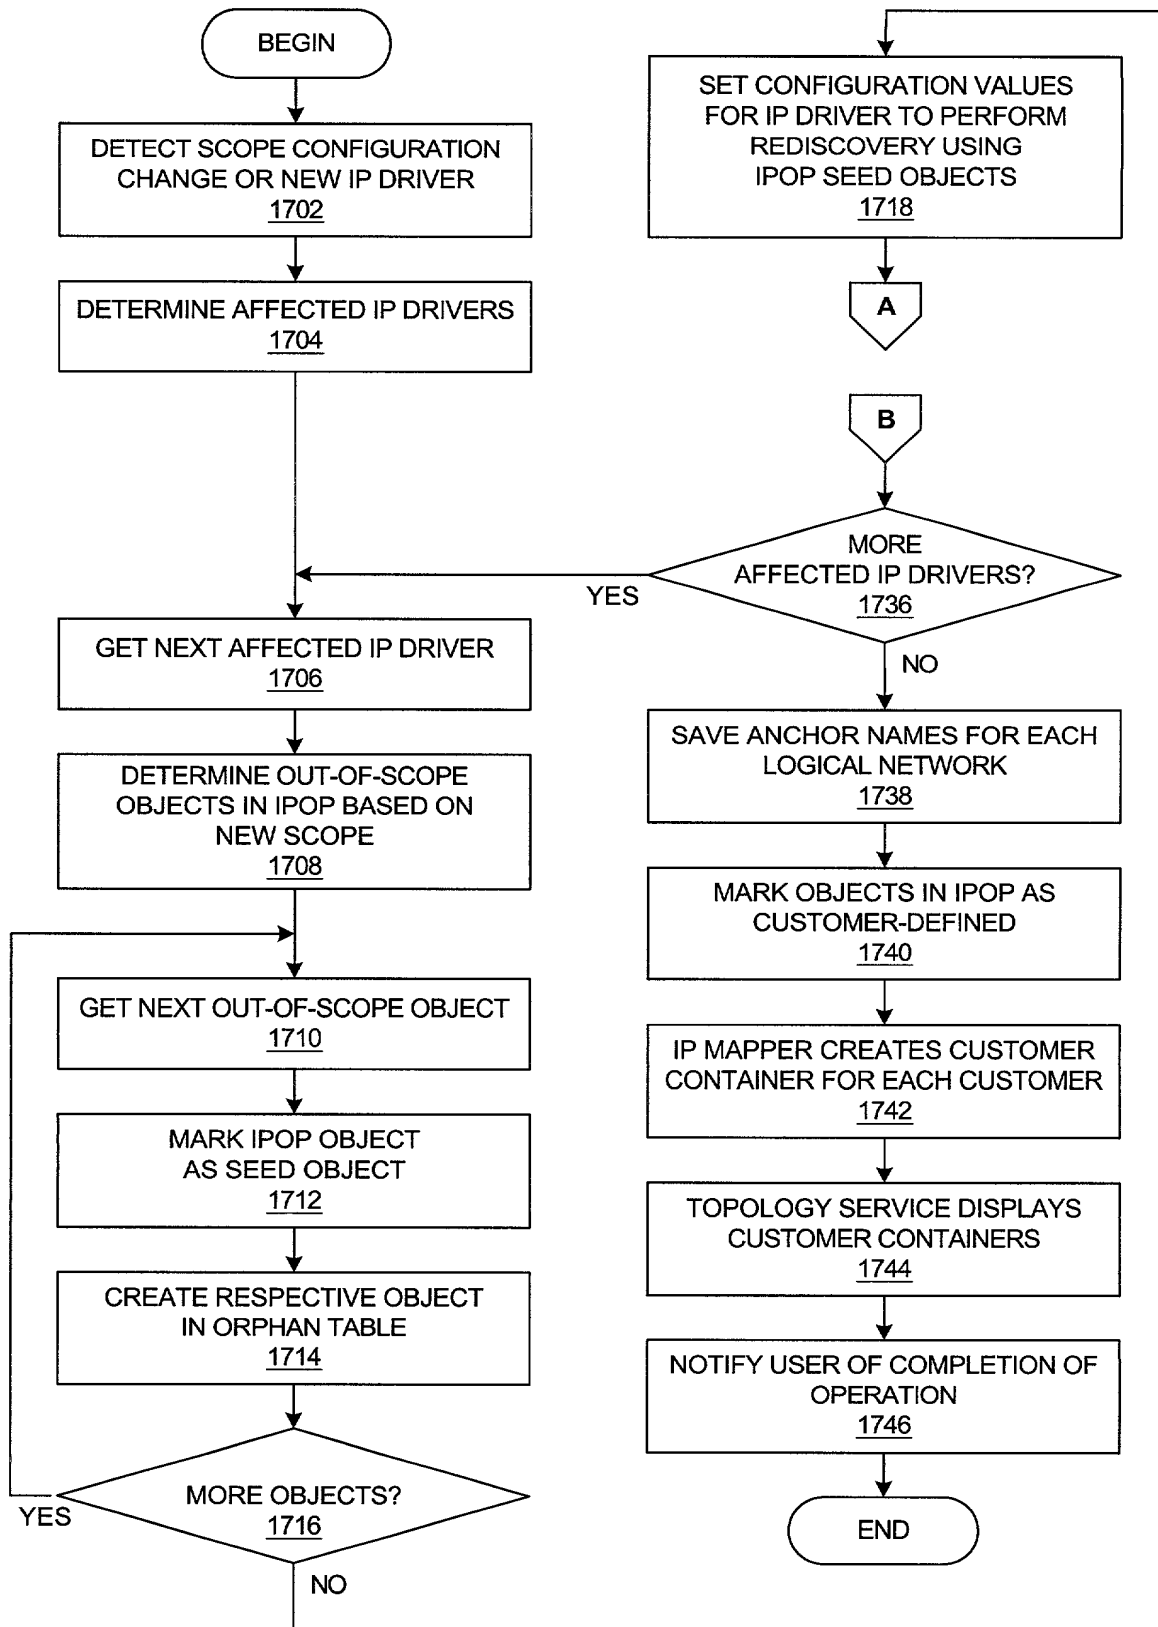 BEGIN
DETECT SCOPE CONFIGURATION
CHANGE OR NEW IP DRIVER
1702
DETERMINE AFFECTED IP DRIVERS
1704
GET NEXT AFFECTED IP DRIVER
1706
DETERMINE OUT-OF-SCOPE
OBJECTS IN IPOP BASED ON
NEW SCOPE
1708
GET NEXT OUT-OF-SCOPE OBJECT
1710
MARK IPOP OBJECT
AS SEED OBJECT
1712
CREATE RESPECTIVE OBJECT
IN ORPHAN TABLE
1714
MORE OBJECTS?
1716
YES
NO
SET CONFIGURATION VALUES
FOR IP DRIVER TO PERFORM
REDISCOVERY USING
IPOP SEED OBJECTS
1718
A
B
MORE
AFFECTED IP DRIVERS?
1736
YES
NO
SAVE ANCHOR NAMES FOR EACH
LOGICAL NETWORK
1738
MARK OBJECTS IN IPOP AS
CUSTOMER-DEFINED
1740
IP MAPPER CREATES CUSTOMER
CONTAINER FOR EACH CUSTOMER
1742
TOPOLOGY SERVICE DISPLAYS
CUSTOMER CONTAINERS
1744
NOTIFY USER OF COMPLETION OF
OPERATION
1746
END